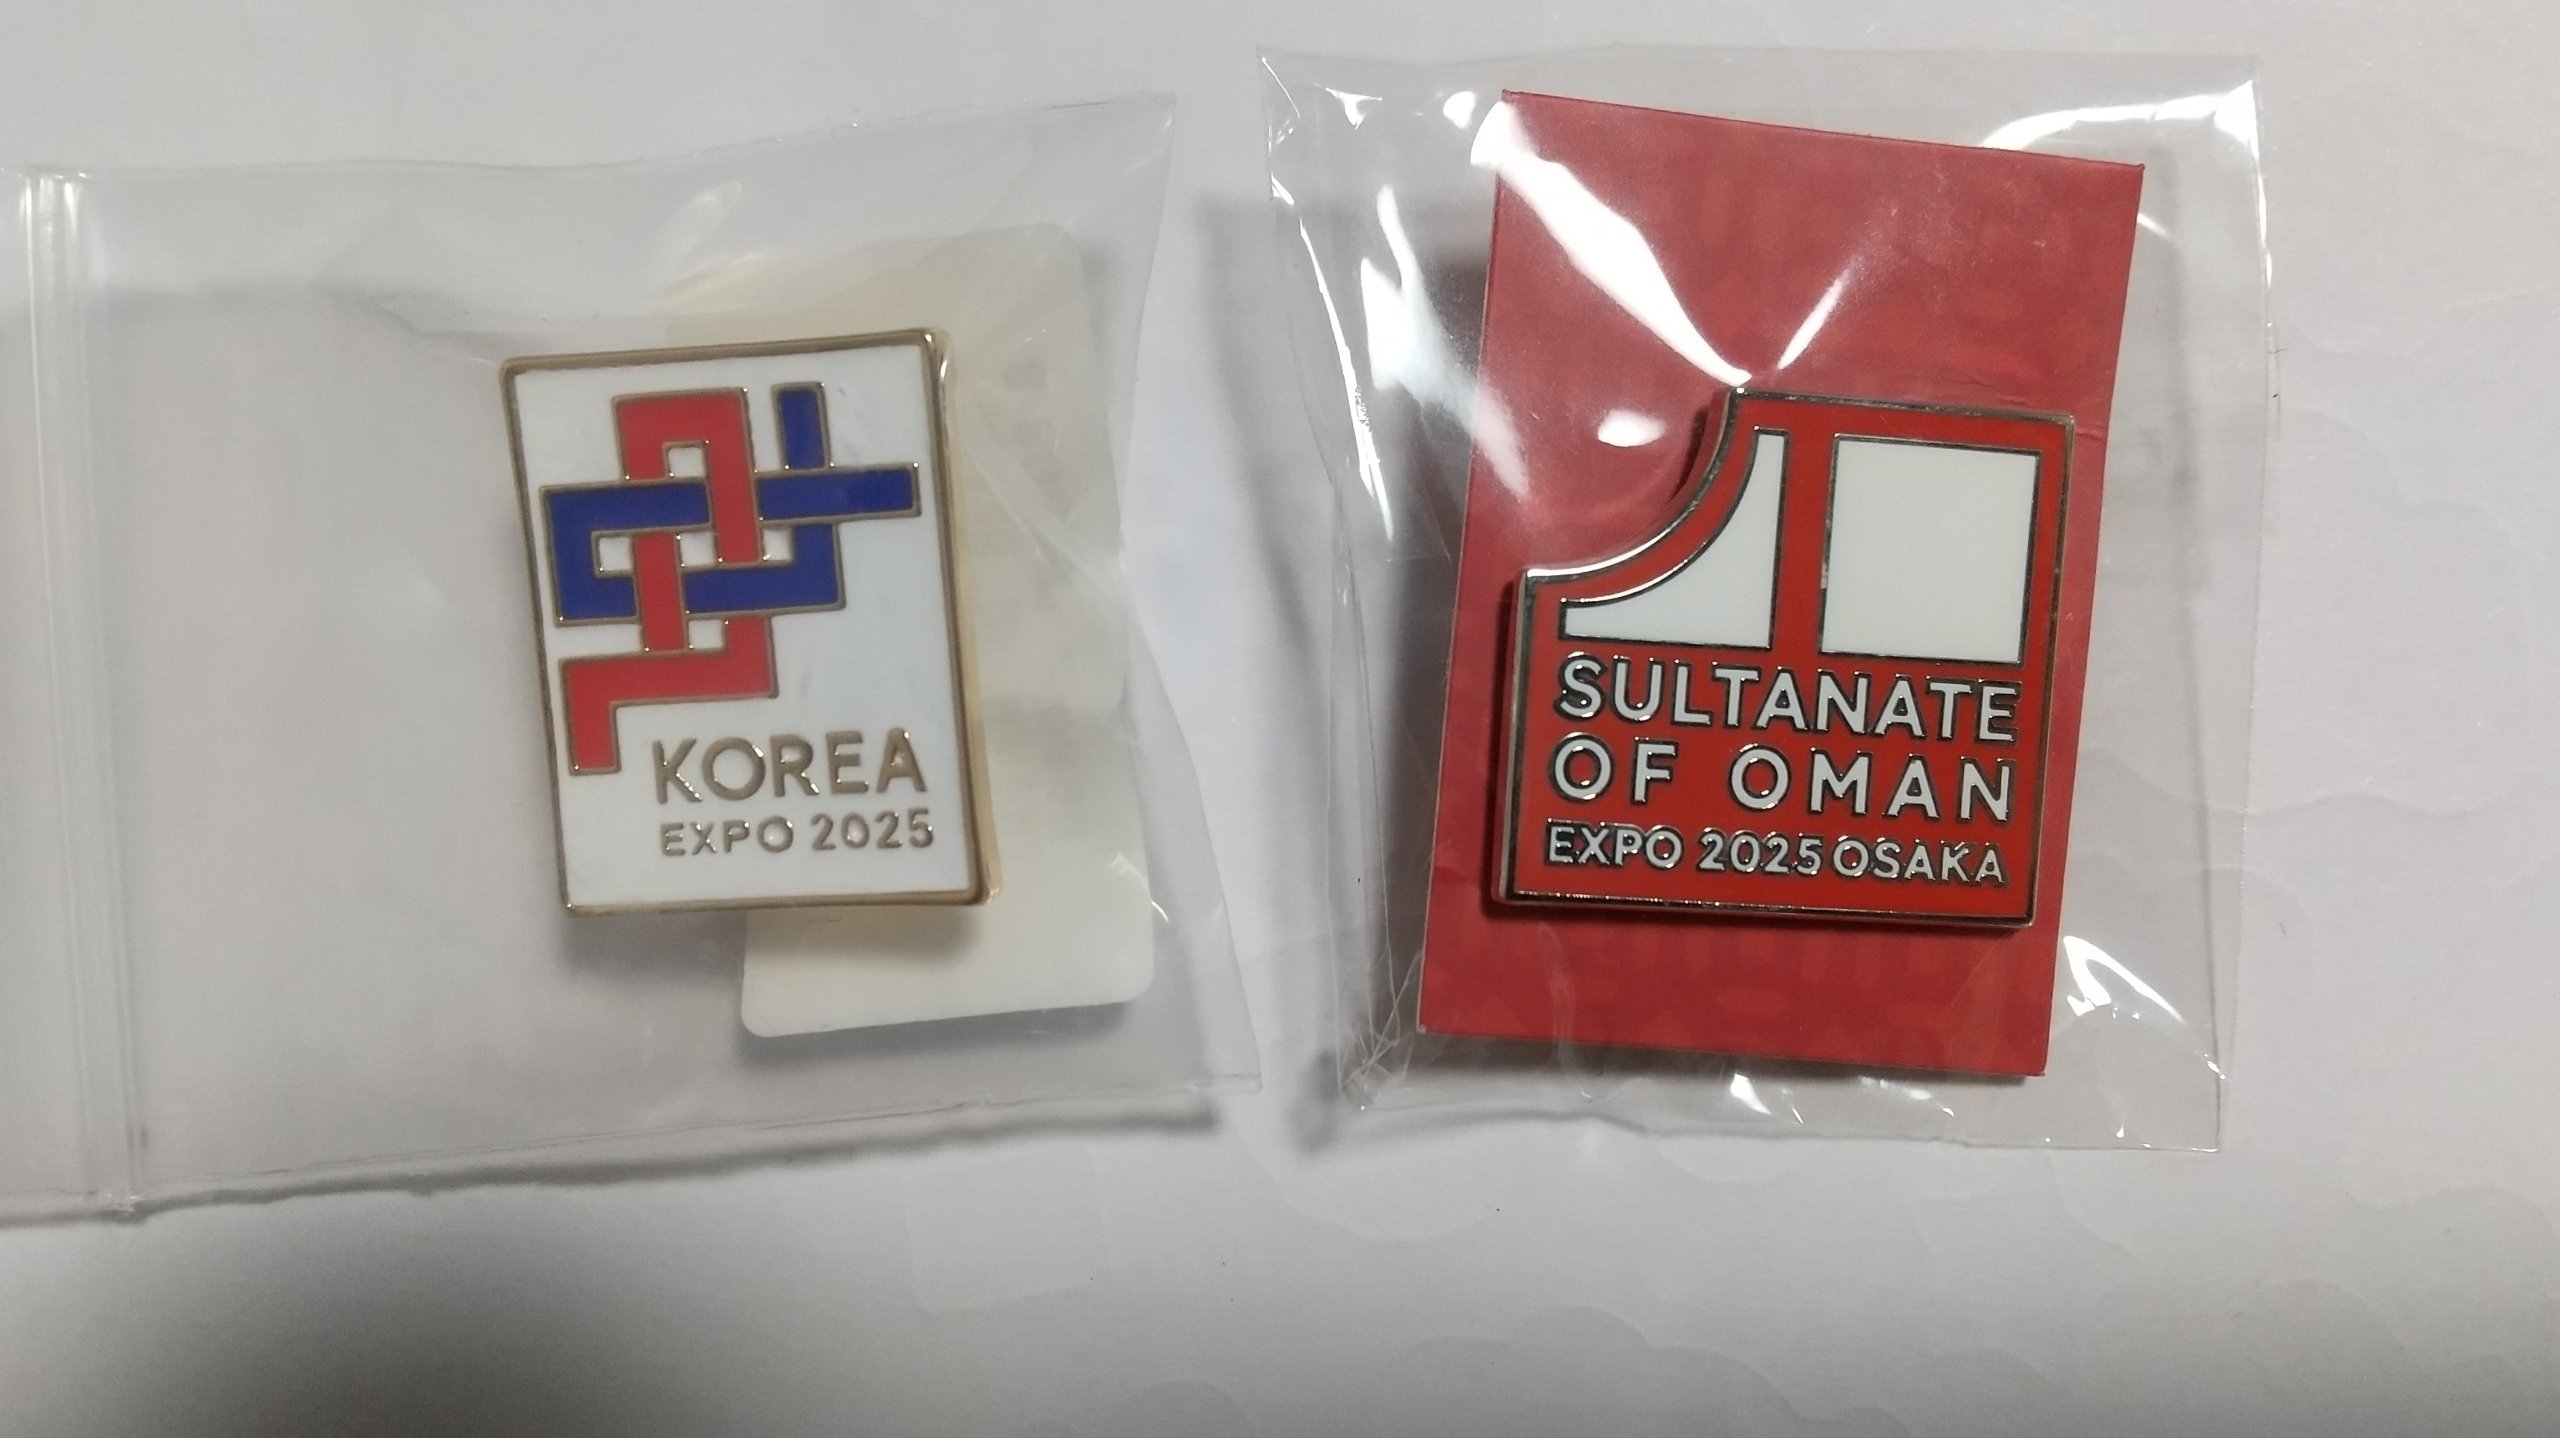 KOREA
EXPO 2025
SULTANATE
OF OMAN
EXPO 2025 OSAKA